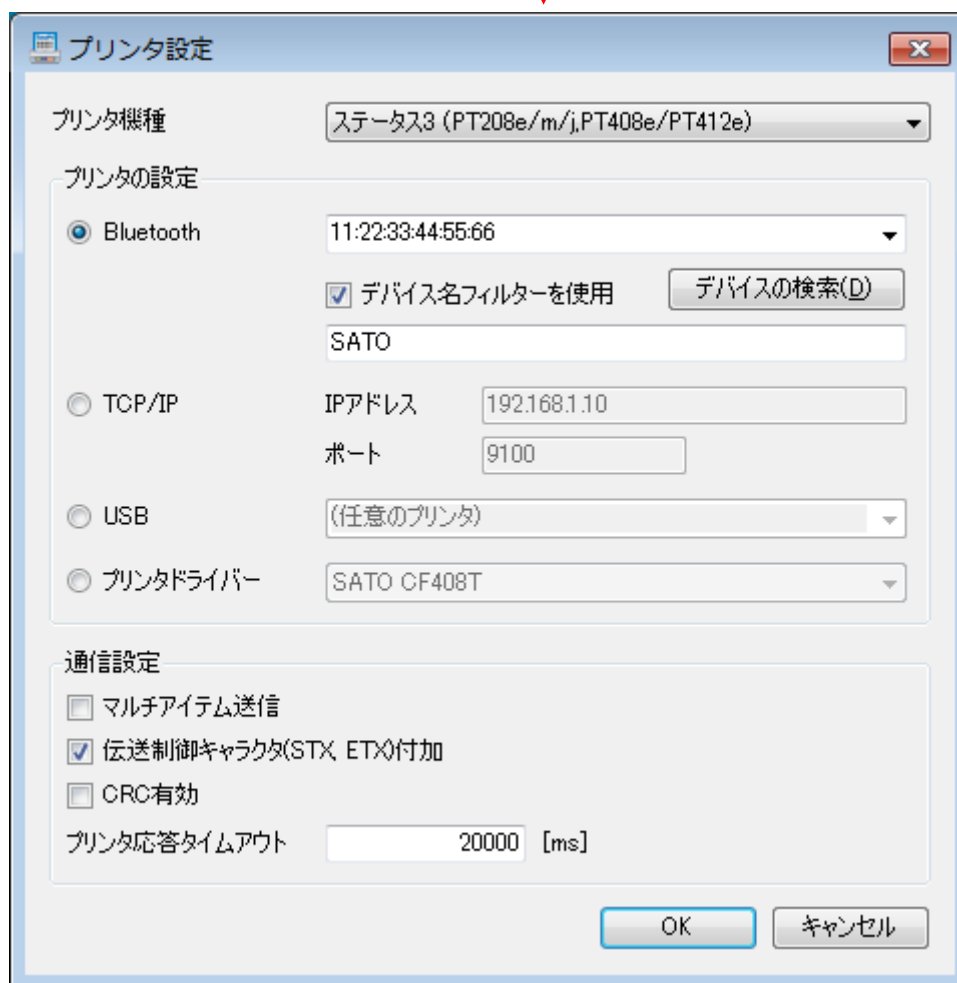 プリンタ設定
プリンタ機種 ステータス3 (PT208e/m/j,PT408e/PT412e)
プリンタの設定
Bluetooth 11:22:33:44:55:66
デバイス名フィルターを使用 デバイスの検索(D)
SATO
TCP/IP IPアドレス 192.168.1.10
ポート 9100
USB (任意のプリンタ)
プリンタドライバー SATO CF408T
通信設定
マルチアイテム送信
伝送制御キャラクタ(STX, ETX)付加
CRC有効
プリンタ応答タイムアウト 20000 [ms]
OK キャンセル